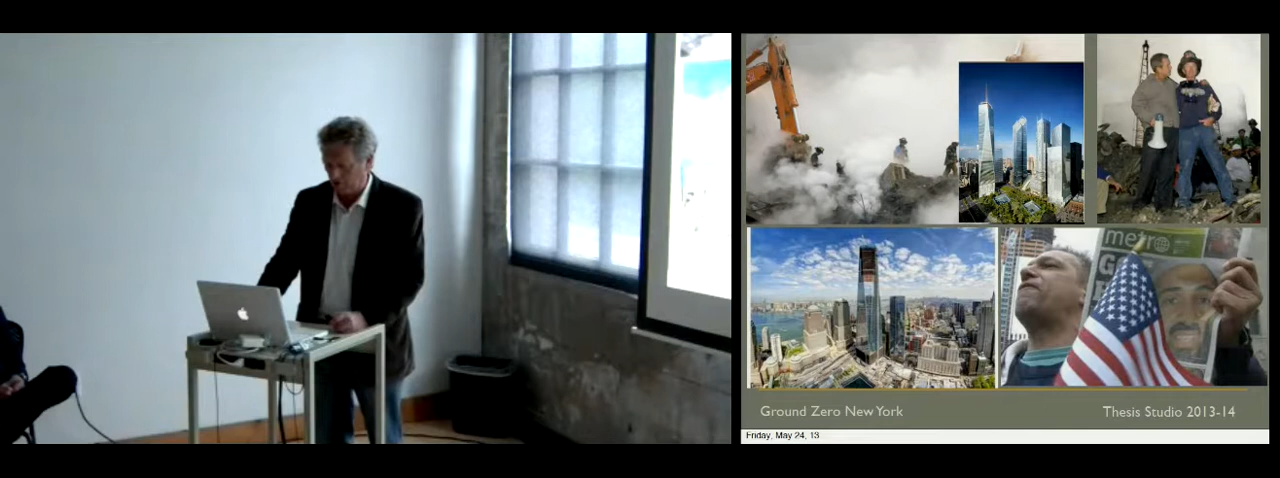 metro
Ground Zero New York
Thesis Studio 2013-14
Friday, May 24, 13